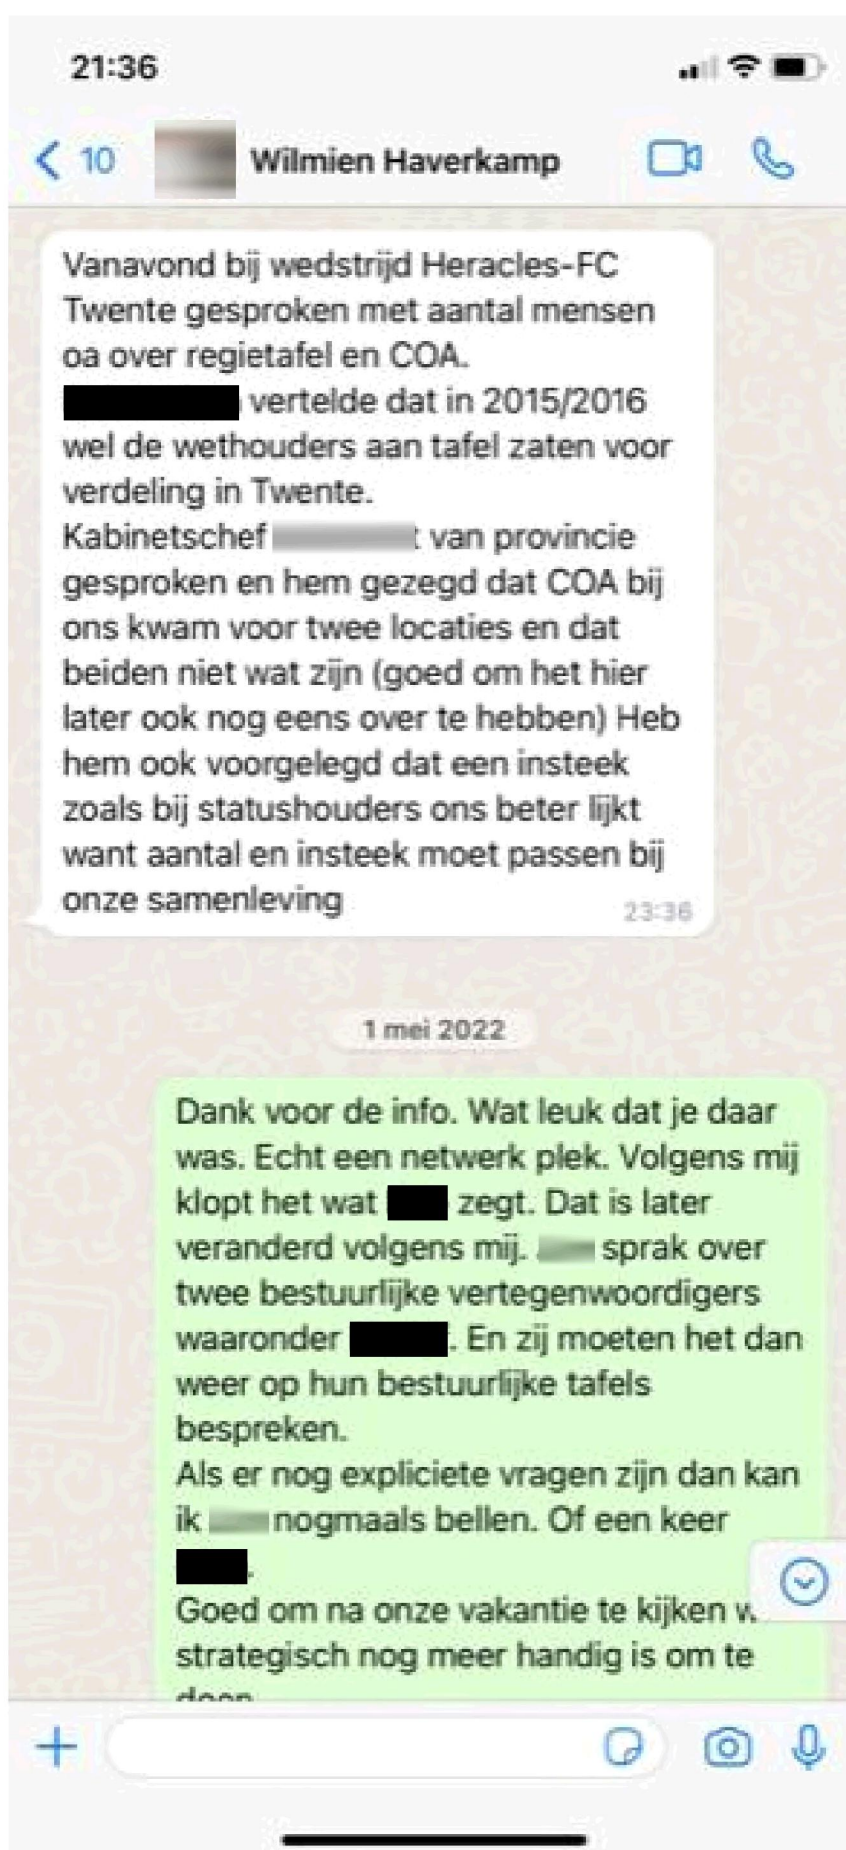 21:36
10
Wilmien Haverkamp
Vanavond bij wedstrijd Heracles-FC
Twente gesproken met aantal mensen
oa over regietafel en COA.
vertelde dat in 2015/2016
wel de wethouders aan tafel zaten voor
verdeling in Twente.
Kabinetschef van provincie
gesproken en hem gezegd dat COA bij
ons kwam voor twee locaties en dat
beiden niet wat zijn (goed om het hier
later ook nog eens over te hebben) Heb
hem ook voorgelegd dat een insteek
zoals bij statushouders ons beter lijkt
want aantal en insteek moet passen bij
onze samenleving
23:36
1 mei 2022
Dank voor de info. Wat leuk dat je daar
was. Echt een netwerk plek. Volgens mij
klopt het wat zegt. Dat is later
veranderd volgens mij. sprak over
twee bestuurlijke vertegenwoordigers
waaronder . En zij moeten het dan
weer op hun bestuurlijke tafels
bespreken.
Als er nog expliciete vragen zijn dan kan
ik nogmaals bellen. Of een keer
.
Goed om na onze vakantie te kijken
strategisch nog meer handig is om te